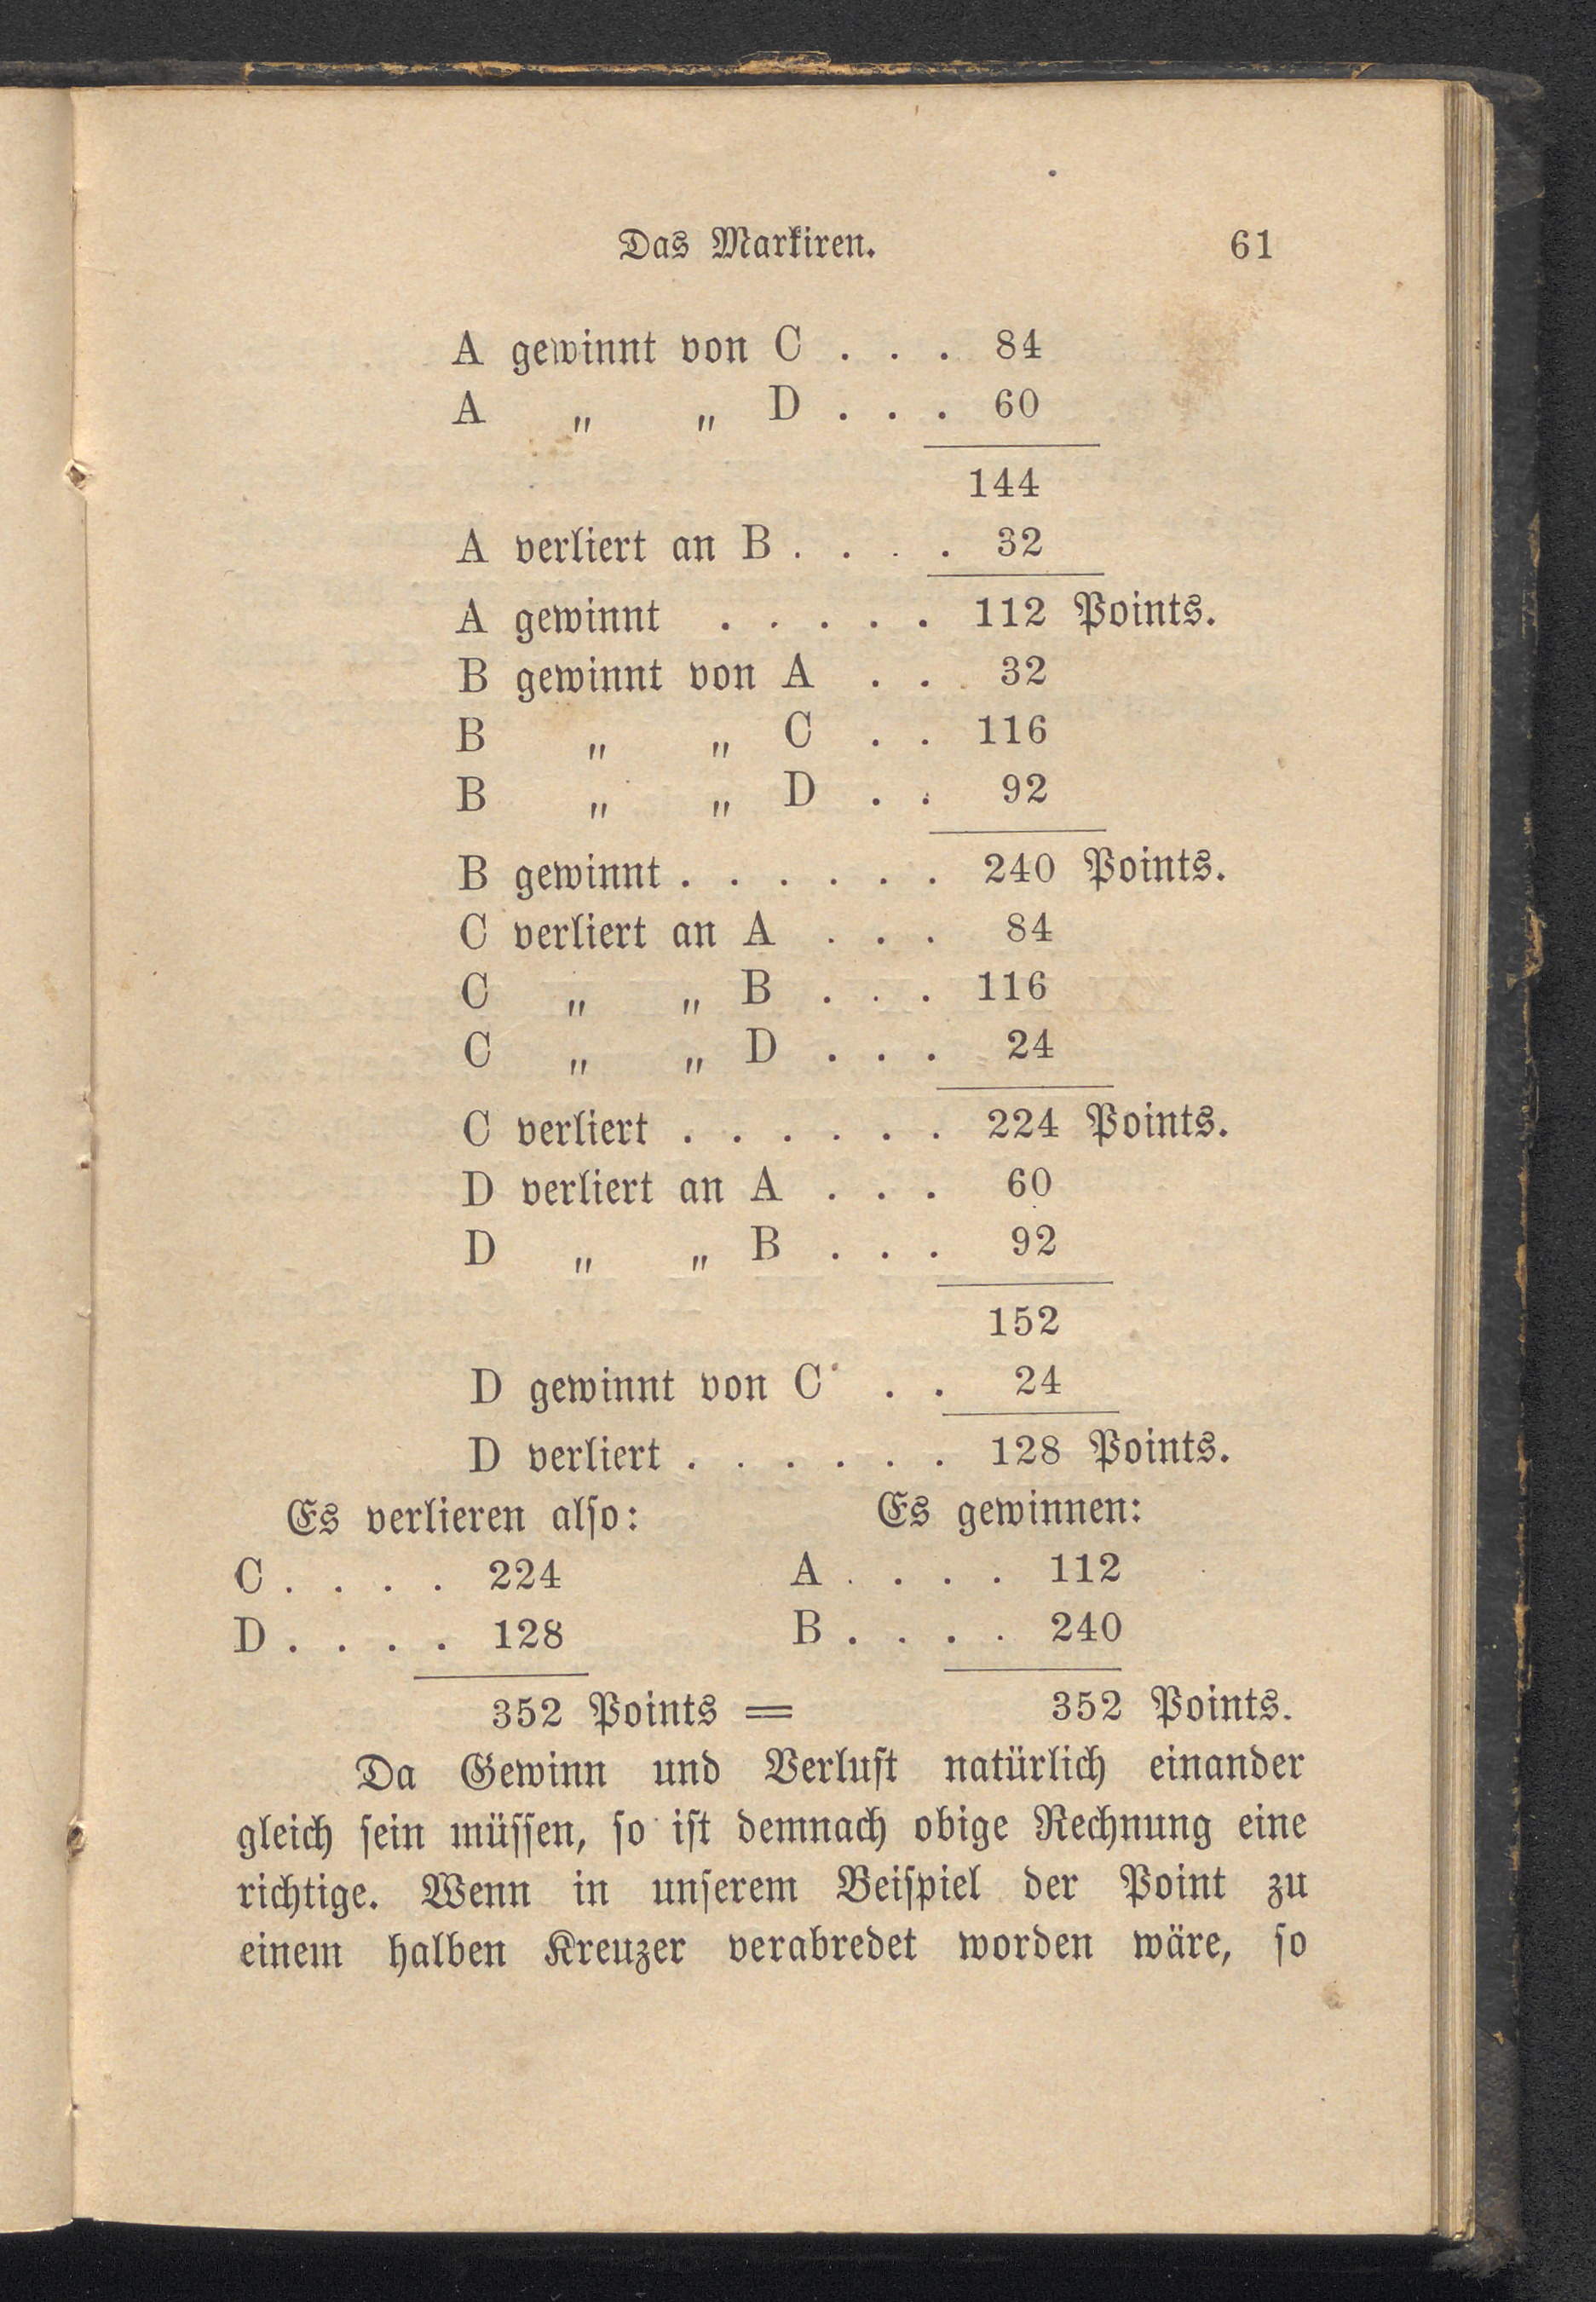 Das Markiren. 61
A gewinnt von C . . . 84
A " " D . . . 60
144
A verliert an B . . . . 32
A gewinnt . . . . . 112 Points.
B gewinnt von A . . . 32
B " " C . . 116
B " " D . . 92
B gewinnt . . . . . . 240 Points.
C verliert an A . . . 84
C " " B . . . 116
C " " D . . . 24
C verliert . . . . . . 224 Points.
D verliert an A . . . 60
D " " B . . . 92
152
D gewinnt von C . . 24
D verliert . . . . . . 128 Points.
Es verlieren alſo: Es gewinnen:
C . . . . 224 A . . . . 112
D . . . . 128 B . . . . 240
352 Points = 352 Points.
Da Gewinn und Verluſt natürlich einander
gleich ſein müſſen, ſo iſt demnach obige Rechnung eine
richtige. Wenn in unſerem Beiſpiel der Point zu
einem halben Kreuzer verabredet worden wäre, ſo